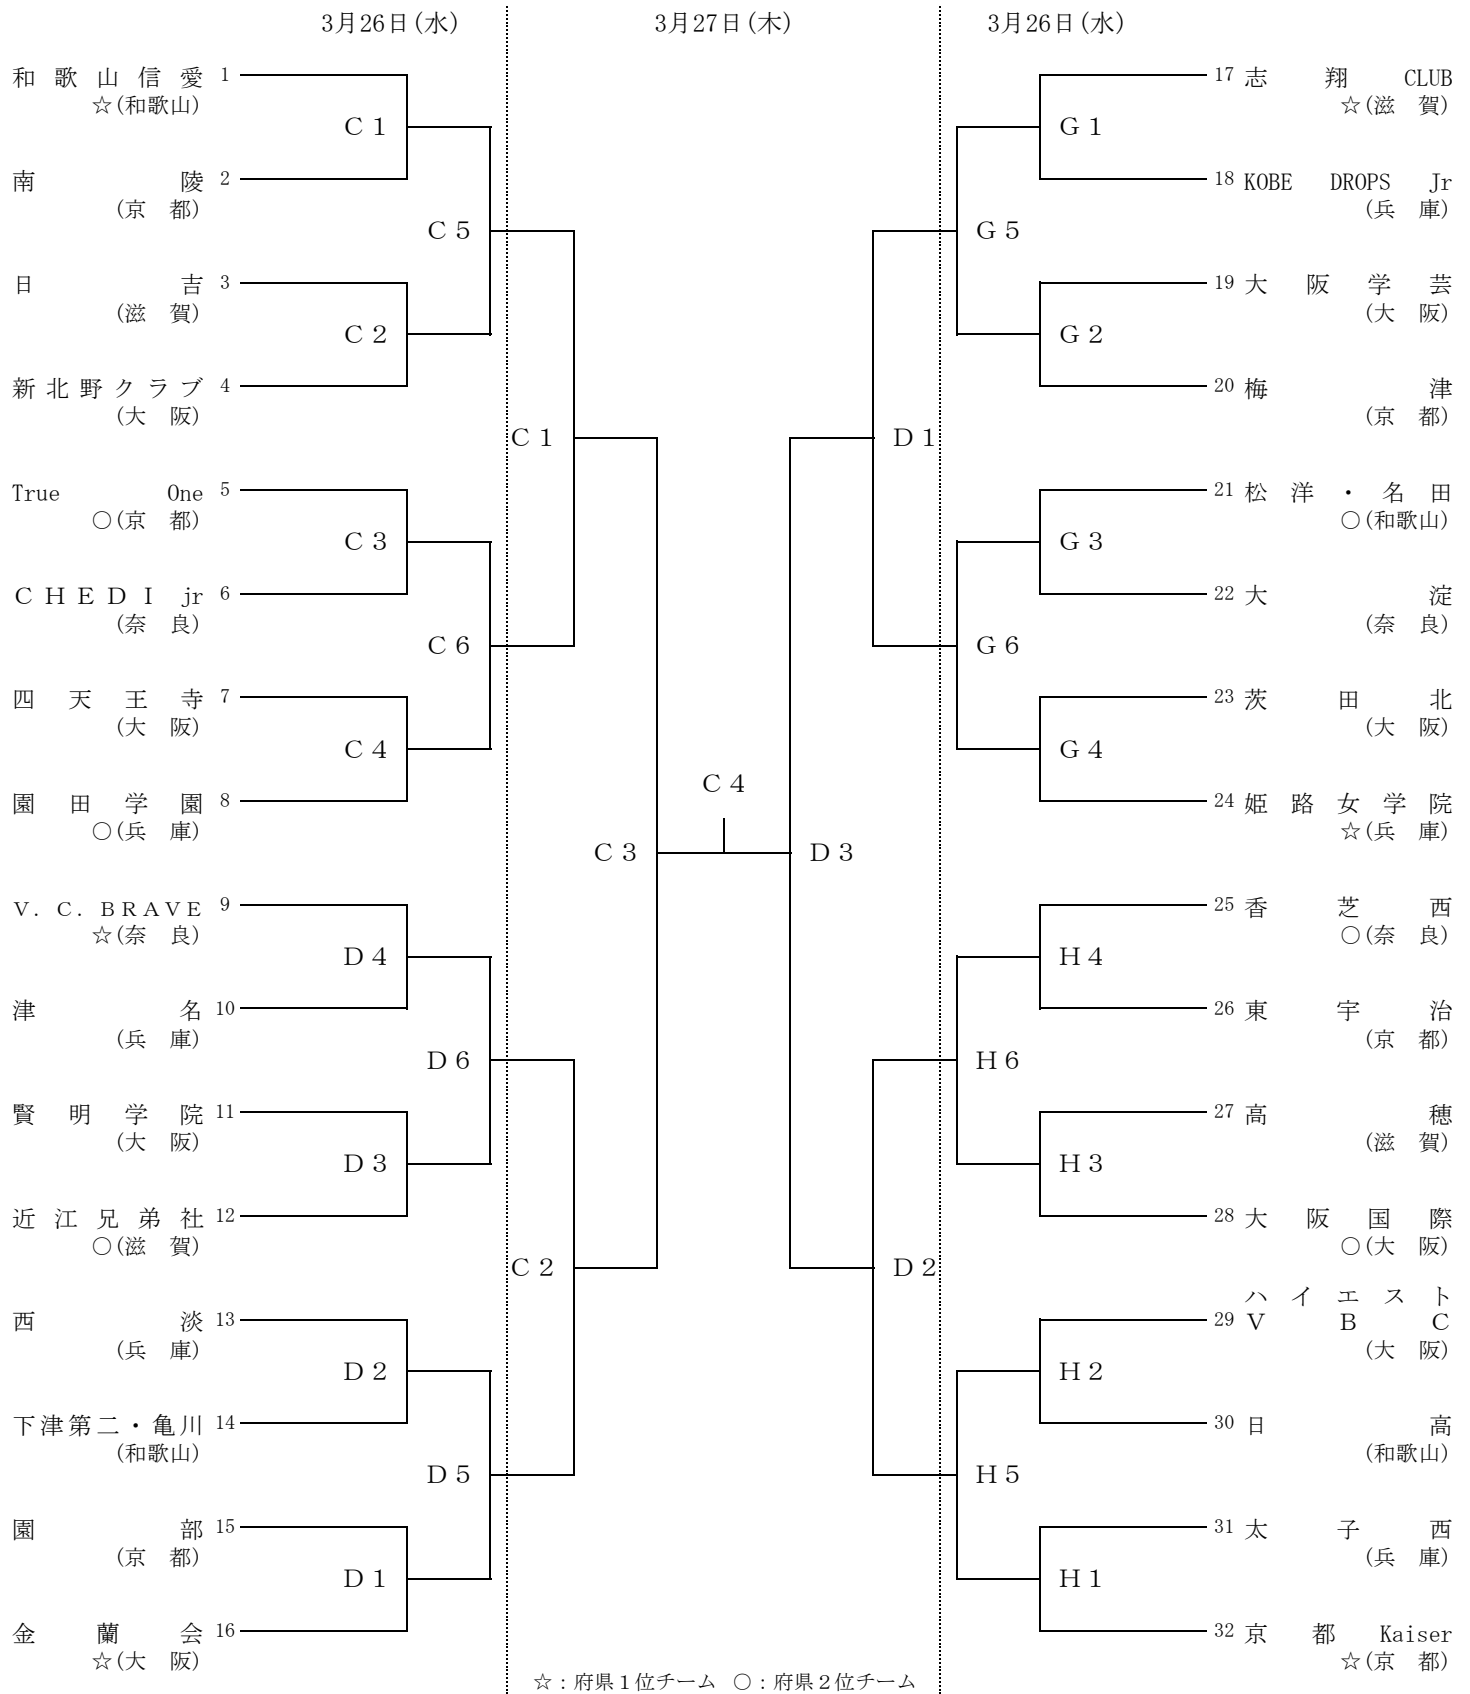 3月26日(水)
3月27日(木)
3月26日(水)
和歌山信愛 1
☆(和歌山)
C1
南陵 2
(京 都)
C5
日吉 3
(滋 賀)
C2
新北野クラブ 4
(大 阪)
C1
True One 5
○(京 都)
C3
CHEDI jr 6
(奈 良)
C6
四天王寺 7
(大 阪)
C4
園田学園 8
○(兵 庫)
C3
V.C.BRAVE 9
☆(奈 良)
D4
津名 10
(兵 庫)
D6
賢明学院 11
(大 阪)
D3
近江兄弟社 12
○(滋 賀)
C2
西淡 13
(兵 庫)
D2
下津第二・亀川 14
(和歌山)
D5
園部 15
(京 都)
D1
金蘭会 16
☆(大 阪)
C4
17 志翔CLUB
☆(滋 賀)
G1
18 KOBE DROPS Jr
(兵 庫)
G5
19 大阪学芸
(大 阪)
G2
20 梅津
(京 都)
D1
21 松洋・名田
○(和歌山)
G3
22 大淀
(奈 良)
G6
23 茨田北
(大 阪)
G4
24 姫路女学院
☆(兵 庫)
D3
25 香芝西
○(奈 良)
H4
26 東宇治
(京 都)
H6
27 高穂
(滋 賀)
H3
28 大阪国際
○(大 阪)
D2
ハイエスト
29 VBC
(大 阪)
H2
30 日高
(和歌山)
H5
31 太子西
(兵 庫)
H1
32 京都Kaiser
☆(京 都)
☆：府県1位チーム ○：府県2位チーム